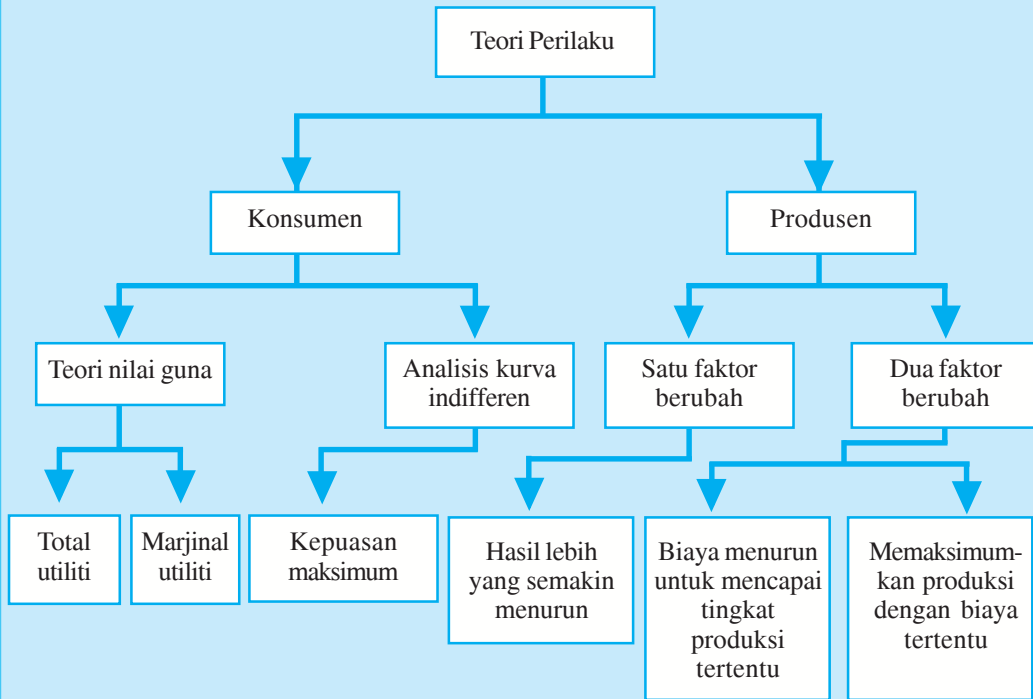 Teori Perilaku
Konsumen
Produsen
Teori nilai guna
Analisis kurva
indifferen
Satu faktor
berubah
Dua faktor
berubah
Total
utiliti
Marjinal
utiliti
Kepuasan
maksimum
Hasil lebih
yang semakin
menurun
Biaya menurun
untuk mencapai
tingkat
produksi
tertentu
Memaksimum-
kan produksi
dengan biaya
tertentu